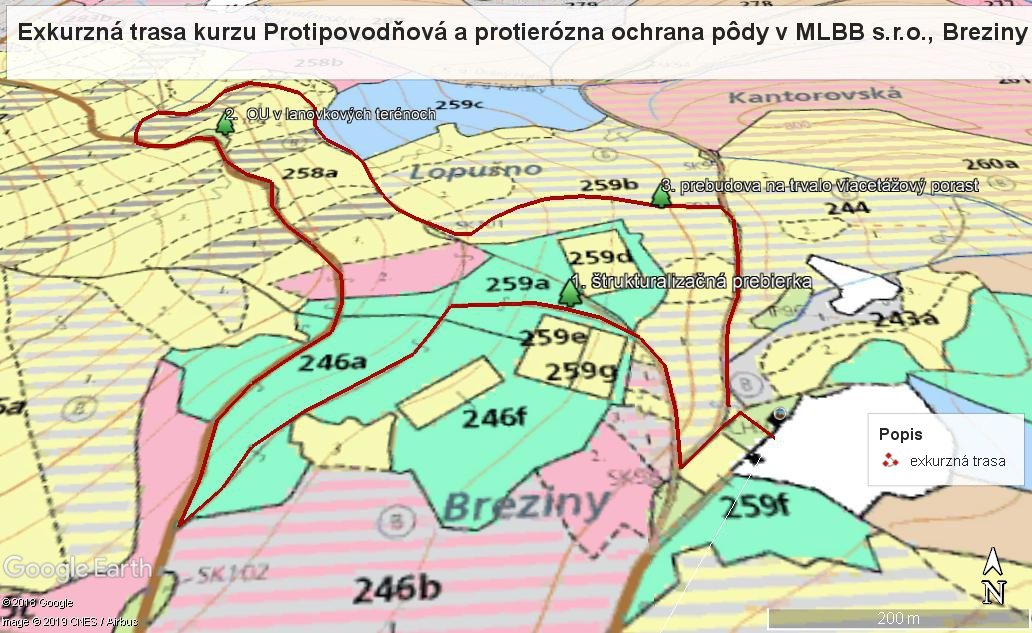 Exkurzná trasa kurzu Protipovodňová a protierózna ochrana pôdy v MLBB s.r.o., Breziny
258b
259c
Kantorovská
2. OU v lanovkových terénoch
258a
Lopušno
259b
3. prebudova na trvalo viacetážový porast
260a
244
259d
259a
1. štrukturalizačná prebierka
243a
259e
246a
259g
246f
Popis
exkurzná trasa
Breziny
259f
SK102
246b
Google Earth
© 2018 Google
mage © 2019 CNES / Airbus
N
200 m